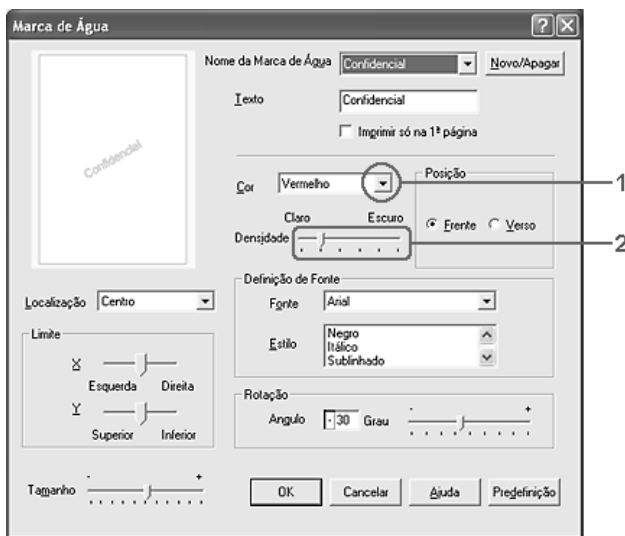 Marca de Água
Nome da Marca de Água Confidencial Novo/Apagar
Texto Confidencial
Imprimir só na 1ª página
Confidencial
Cor Vermelho 1
Posição
Claro Escuro
Frente Verso
Densidade 2
Definição de Fonte
Localização Centro
Fonte Arial
Estilo Negro
Itálico
Sublinhado
Limite
X
Esquerda Direita
Y
Superior Inferior
Rotação
Angulo -30 Grau - +
Tamanho - +
OK Cancelar Ajuda Predefinição